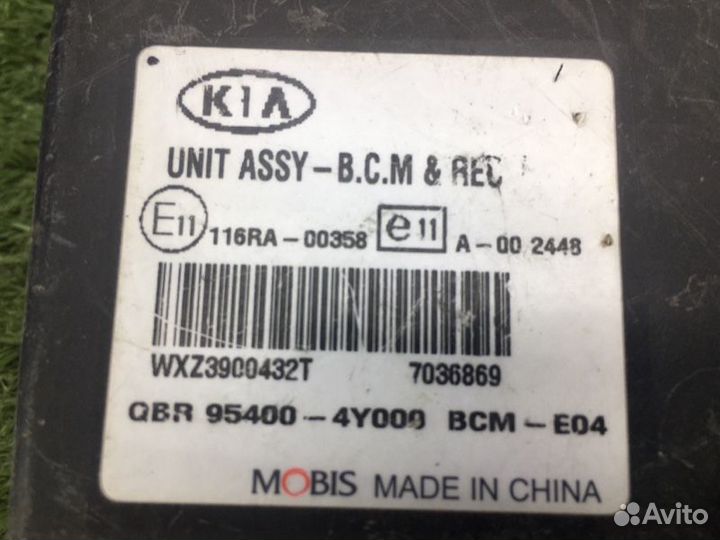 KIA
UNIT ASSY-B.C.M & REC
E11 116RA-00358 e11 A-00 2448
WXZ3900432T 7036869
QBR 95400-4Y000 BCM-E04
MOBIS MADE IN CHINA
Avito